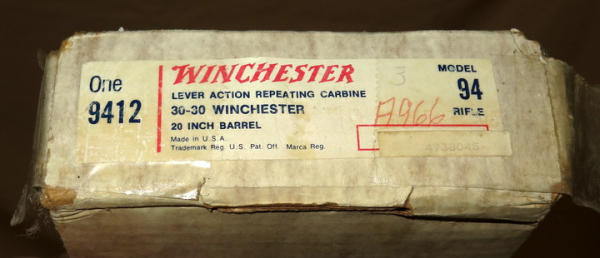 One
9412
WINCHESTER
LEVER ACTION REPEATING CARBINE
30-30 WINCHESTER
20 INCH BARREL
Made in U.S.A.
Trademark Reg. U.S. Pat. Off. Marca Reg.
3
MODEL
94
RIFLE
A966
4738045